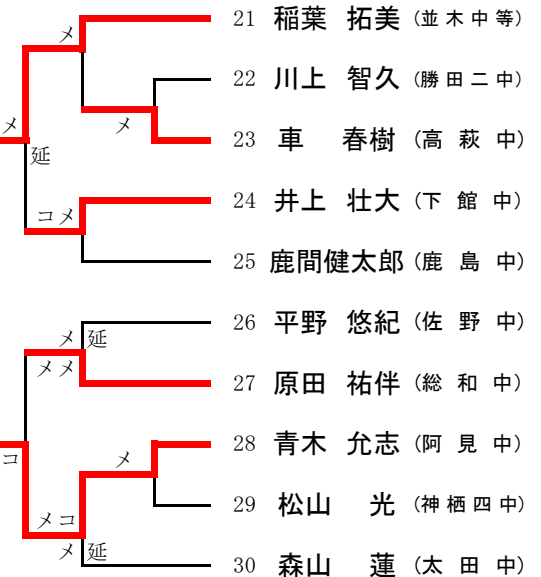 メ 21 稲葉 拓美 (並木中等)
22 川上 智久 (勝田二中)
メ メ 23 車 春樹 (高萩中)
延
コメ 24 井上 壮大 (下館中)
25 鹿間健太郎 (鹿島中)
メ 延 26 平野 悠紀 (佐野中)
メメ 27 原田 祐伴 (総和中)
コ メ 28 青木 允志 (阿見中)
メコ 29 松山 光 (神栖四中)
メ 延 30 森山 蓮 (太田中)